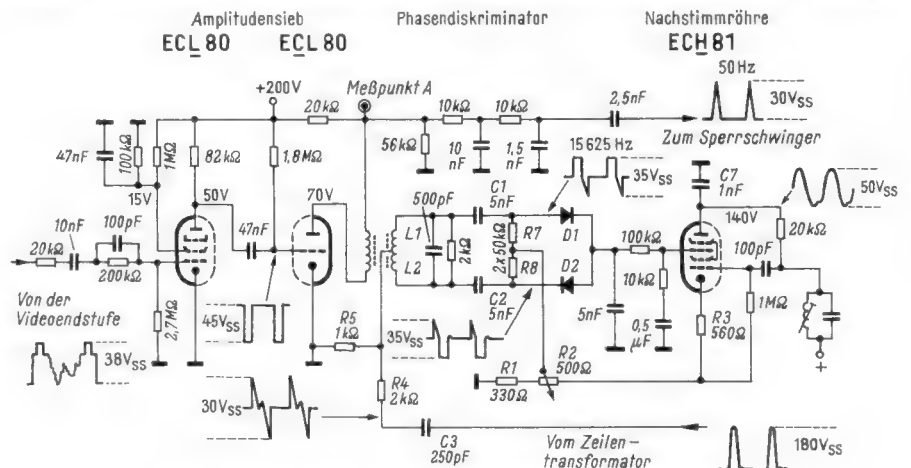 Amplitudensieb
Phasendiskriminator
Nachstimmröhre
ECL 80
ECL 80
ECH 81
+200V
Meßpunkt A
20kΩ
10kΩ
10kΩ
2,5nF
50Hz
30Vss
Zum Sperrschwinger
47nF
100kΩ
1MΩ
82kΩ
1,8MΩ
56kΩ
10
nF
1,5
nF
15 625 Hz
35Vss
C7
1nF
50Vss
15V
50V
70V
140V
10nF
100pF
47nF
500pF
C1
5nF
L1
L2
2kΩ
R7
R8
2x50kΩ
D1
D2
100kΩ
10kΩ
20kΩ
100pF
20kΩ
200kΩ
C2
5nF
5nF
0,5
µF
R3
560Ω
1MΩ
Von der
Videoendstufe
2,7MΩ
45Vss
R5
1kΩ
35Vss
38Vss
R1
330Ω
R2
500Ω
+
30Vss
R4
2kΩ
C3
250pF
Vom Zeilen-
transformator
180Vss